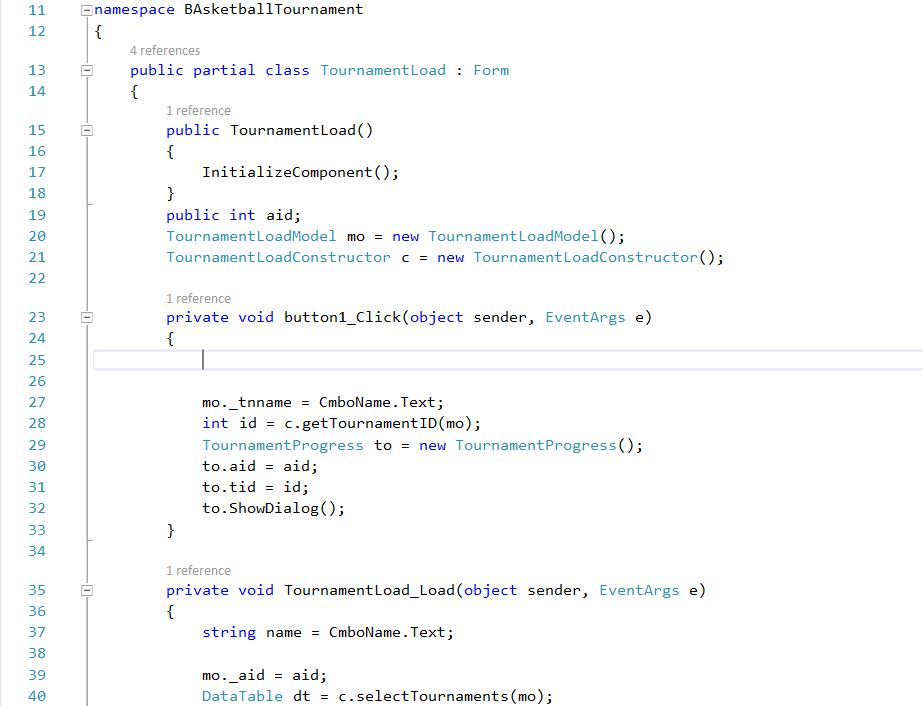 11 namespace BAsketballTournament
12 {
4 references
13 public partial class TournamentLoad : Form
14 {
1 reference
15 public TournamentLoad()
16 {
17 InitializeComponent();
18 }
19 public int aid;
20 TournamentLoadModel mo = new TournamentLoadModel();
21 TournamentLoadConstructor c = new TournamentLoadConstructor();
22
1 reference
23 private void button1_Click(object sender, EventArgs e)
24 {
25
26
27 mo._tnname = CmboName.Text;
28 int id = c.getTournamentID(mo);
29 TournamentProgress to = new TournamentProgress();
30 to.aid = aid;
31 to.tid = id;
32 to.ShowDialog();
33 }
34
1 reference
35 private void TournamentLoad_Load(object sender, EventArgs e)
36 {
37 string name = CmboName.Text;
38
39 mo._aid = aid;
40 DataTable dt = c.selectTournaments(mo);